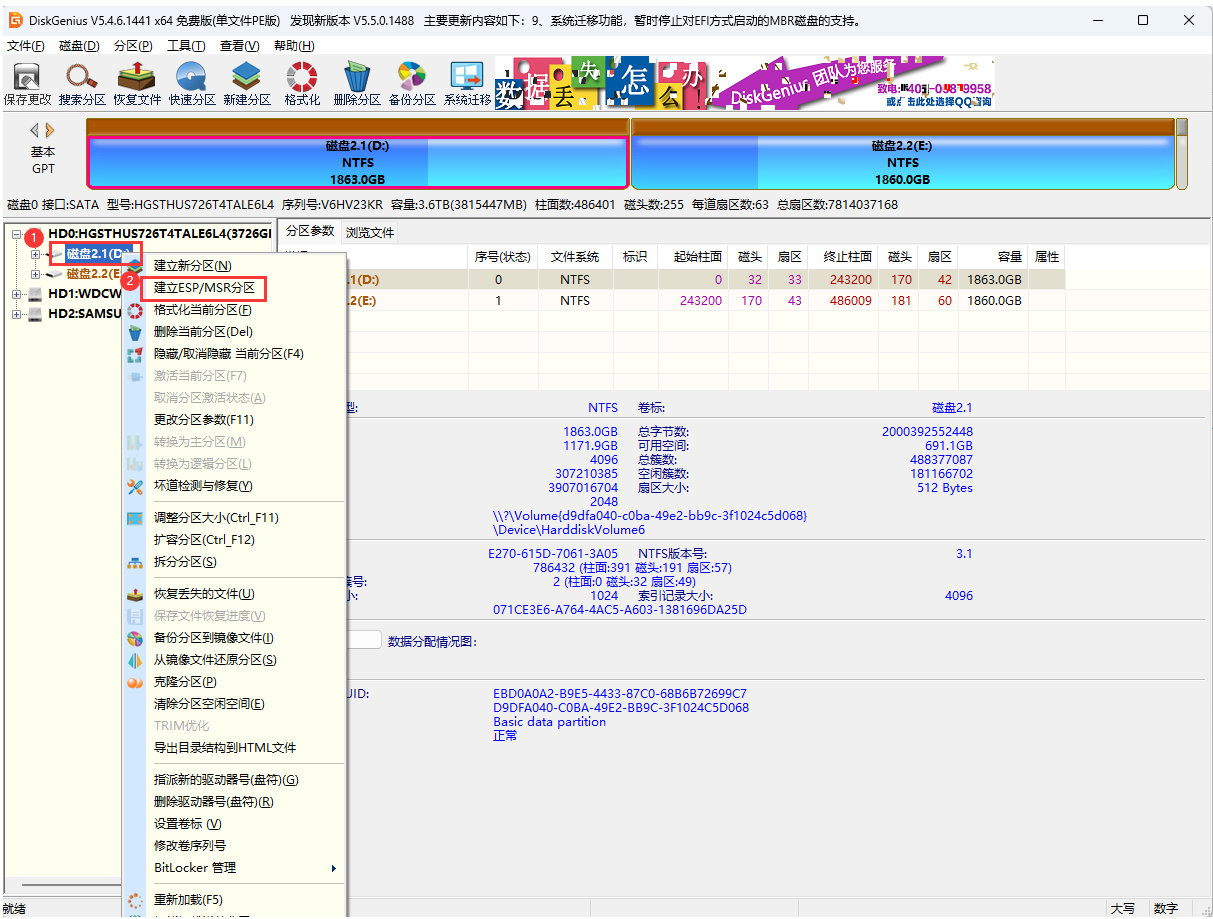 DiskGenius V5.4.6.1441 x64 免费版(单文件PE版) 发现新版本 V5.5.0.1488 主要更新内容如下：9、系统迁移功能，暂时停止对EFI方式启动的MBR磁盘的支持。
文件(F) 磁盘(D) 分区(P) 工具(T) 查看(V) 帮助(H)
保存更改 搜索分区 恢复文件 快速分区 新建分区 格式化 删除分区 备份分区 系统迁移
数据丢失怎么办!
DiskGenius 团队为您服务
基本
GPT
磁盘2.1(D:)
NTFS
1863.0GB
磁盘2.2(E:)
NTFS
1860.0GB
磁盘0 接口:SATA 型号:HGSTHUS726T4TALE6L4 序列号:V6HV23KR 容量:3.6TB(3815447MB) 柱面数:486401 磁头数:255 每道扇区数:63 总扇区数:7814037168
HD0:HGSTHUS726T4TALE6L4(3726GI
1
磁盘2.1(D:)
磁盘2.2(E
HD1:WDCW
HD2:SAMSU
2
建立新分区(N)
建立ESP/MSR分区
格式化当前分区(F)
删除当前分区(Del)
隐藏/取消隐藏 当前分区(F4)
激活当前分区(F7)
取消分区激活状态(A)
更改分区参数(F11)
转换为主分区(M)
转换为逻辑分区(L)
坏道检测与修复(Y)
调整分区大小(Ctrl_F11)
扩容分区(Ctrl_F12)
拆分分区(S)
恢复丢失的文件(U)
保存文件恢复进度(V)
备份分区到镜像文件(I)
从镜像文件还原分区(S)
克隆分区(P)
清除分区空闲空间(E)
TRIM优化
导出目录结构到HTML文件
指派新的驱动器号(盘符)(G)
删除驱动器号(盘符)(R)
设置卷标 (V)
修改卷序列号
BitLocker 管理
重新加载(F5)
分区参数 浏览文件
序号(状态) 文件系统 标识 起始柱面 磁头 扇区 终止柱面 磁头 扇区 容量 属性
.1(D:) 0 NTFS 0 32 33 243200 170 42 1863.0GB
.2(E:) 1 NTFS 243200 170 43 486009 181 60 1860.0GB
型: NTFS 卷标: 磁盘2.1
1863.0GB 总字节数: 2000392552448
1171.9GB 可用空间: 691.1GB
4096 总簇数: 488377087
307210385 空闲簇数: 181166702
3907016704 扇区大小: 512 Bytes
2048
\\?\Volume{d9dfa040-c0ba-49e2-bb9c-3f1024c5d068}
\Device\HarddiskVolume6
E270-615D-7061-3A05 NTFS版本号: 3.1
786432 (柱面:391 磁头:191 扇区:57)
簇号: 2 (柱面:0 磁头:32 扇区:49)
小: 1024 索引记录大小: 4096
071CE3E6-A764-4AC5-A603-1381696DA25D
数据分配情况图:
UID: EBD0A0A2-B9E5-4433-87C0-68B6B72699C7
D9DFA040-C0BA-49E2-BB9C-3F1024C5D068
Basic data partition
正常
就绪 大写 数字